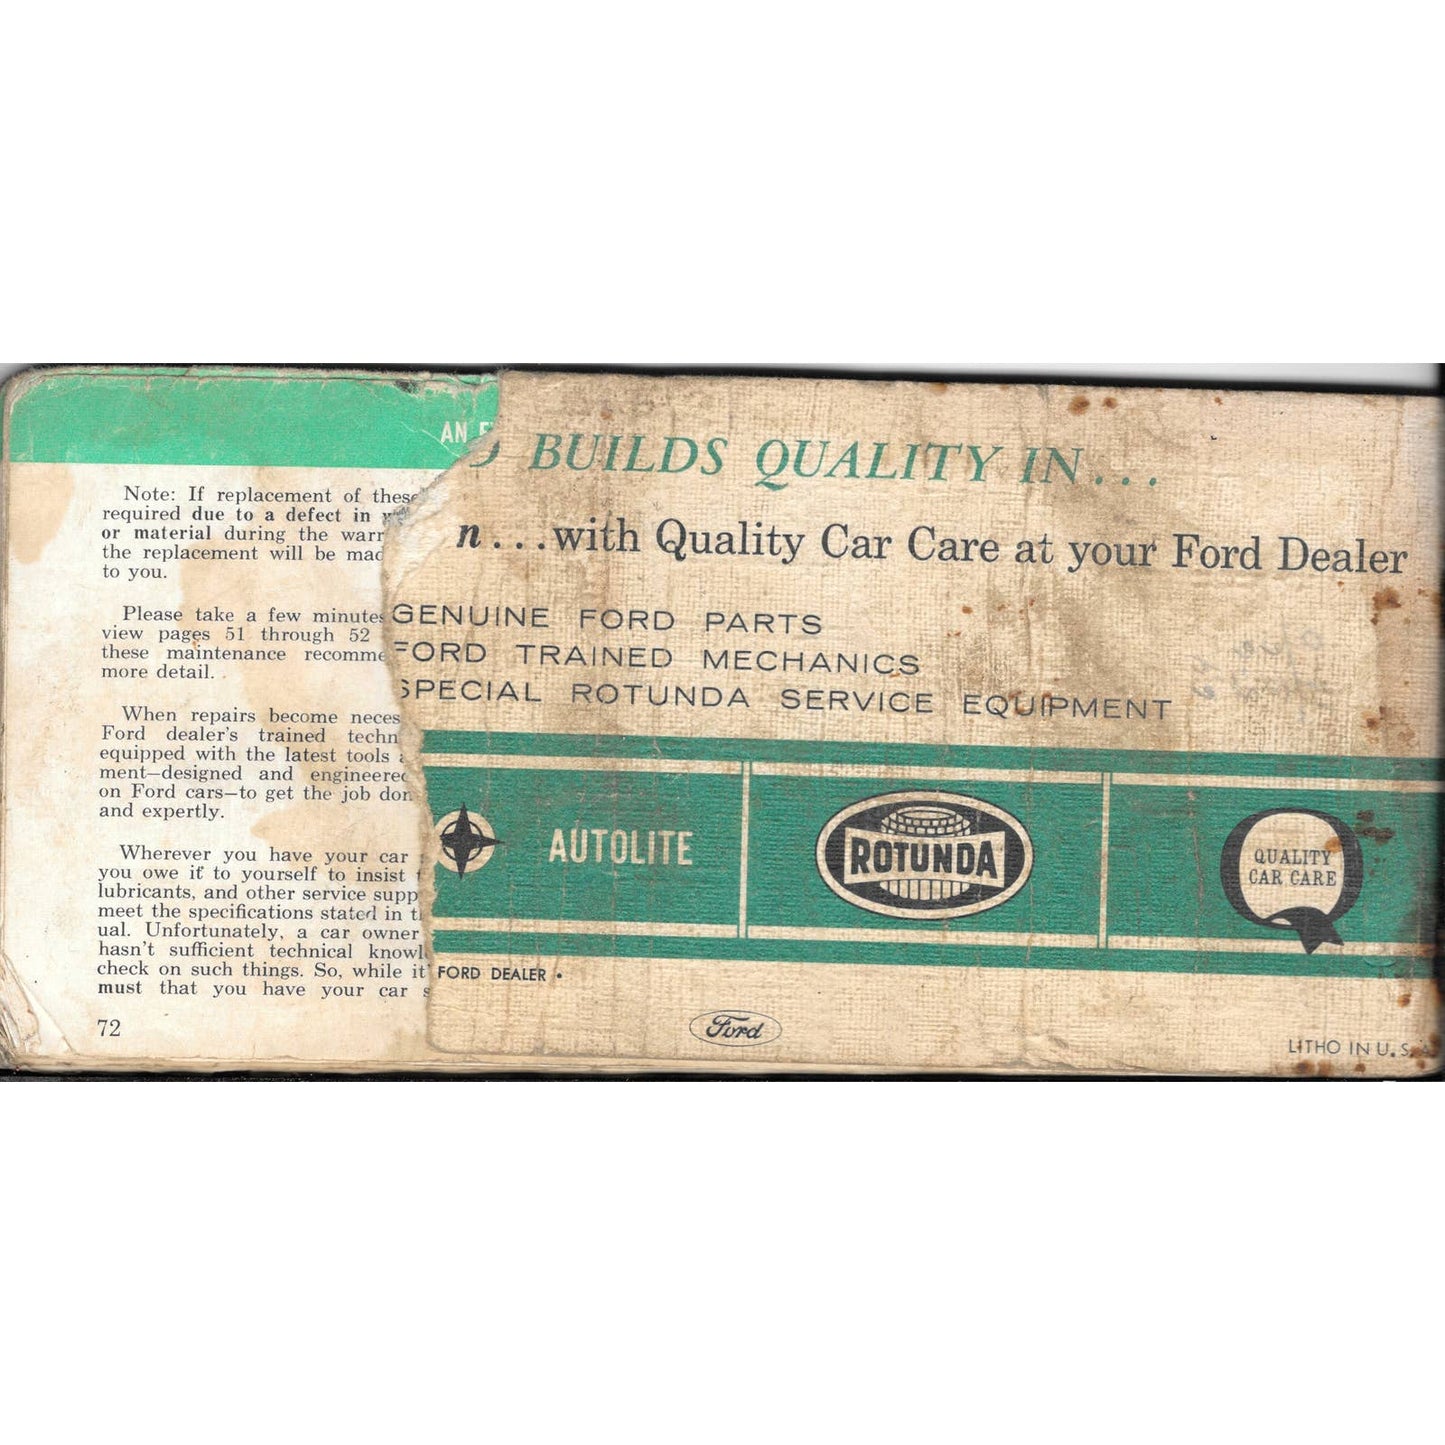 AN
Note: If replacement of these
required due to a defect in
or material during the warr
the replacement will be mad
to you.
Please take a few minutes
view pages 51 through 52
these maintenance recomme
more detail.
When repairs become neces
Ford dealer's trained techn
equipped with the latest tools
ment—designed and engineered
on Ford cars—to get the job don
and expertly.
Wherever you have your car
you owe if to yourself to insist
lubricants, and other service supp
meet the specifications stated in t
ual. Unfortunately, a car owner
hasn't sufficient technical knowl
check on such things. So, while it
must that you have your car s
72
BUILDS QUALITY IN...
n...with Quality Car Care at your Ford Dealer
GENUINE FORD PARTS
FORD TRAINED MECHANICS
SPECIAL ROTUNDA SERVICE EQUIPMENT
AUTOLITE
ROTUNDA
QUALITY
CAR CARE
FORD DEALER •
Ford
LITHO IN U.S.A